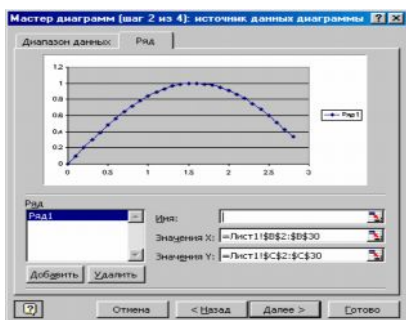 Мастер диаграмм (шаг 2 из 4): источник данных диаграммы
Диапазон данных Ряд
1.2
1
0.8
0.6
0.4
0.2
0
0 0.5 1 1.5 2 2.5 3
Ряд1
Ряд
Ряд1
Имя:
Значения X: =Лист1!$B$2:$B$30
Значения Y: =Лист1!$C$2:$C$30
Добавить Удалить
Отмена < Назад Далее > Готово